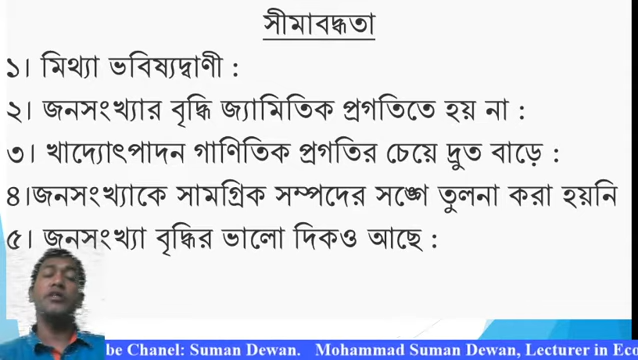 সীমাবদ্ধতা
১। মিথ্যা ভবিষ্যদ্বাণী :
২। জনসংখ্যার বৃদ্ধি জ্যামিতিক প্রগতিতে হয় না :
৩। খাদ্যোৎপাদন গাণিতিক প্রগতির চেয়ে দ্রুত বাড়ে :
৪।জনসংখ্যাকে সামগ্রিক সম্পদের সঙ্গে তুলনা করা হয়নি
৫। জনসংখ্যা বৃদ্ধির ভালো দিকও আছে :
be Chanel: Suman Dewan. Mohammad Suman Dewan, Lecturer in Eco